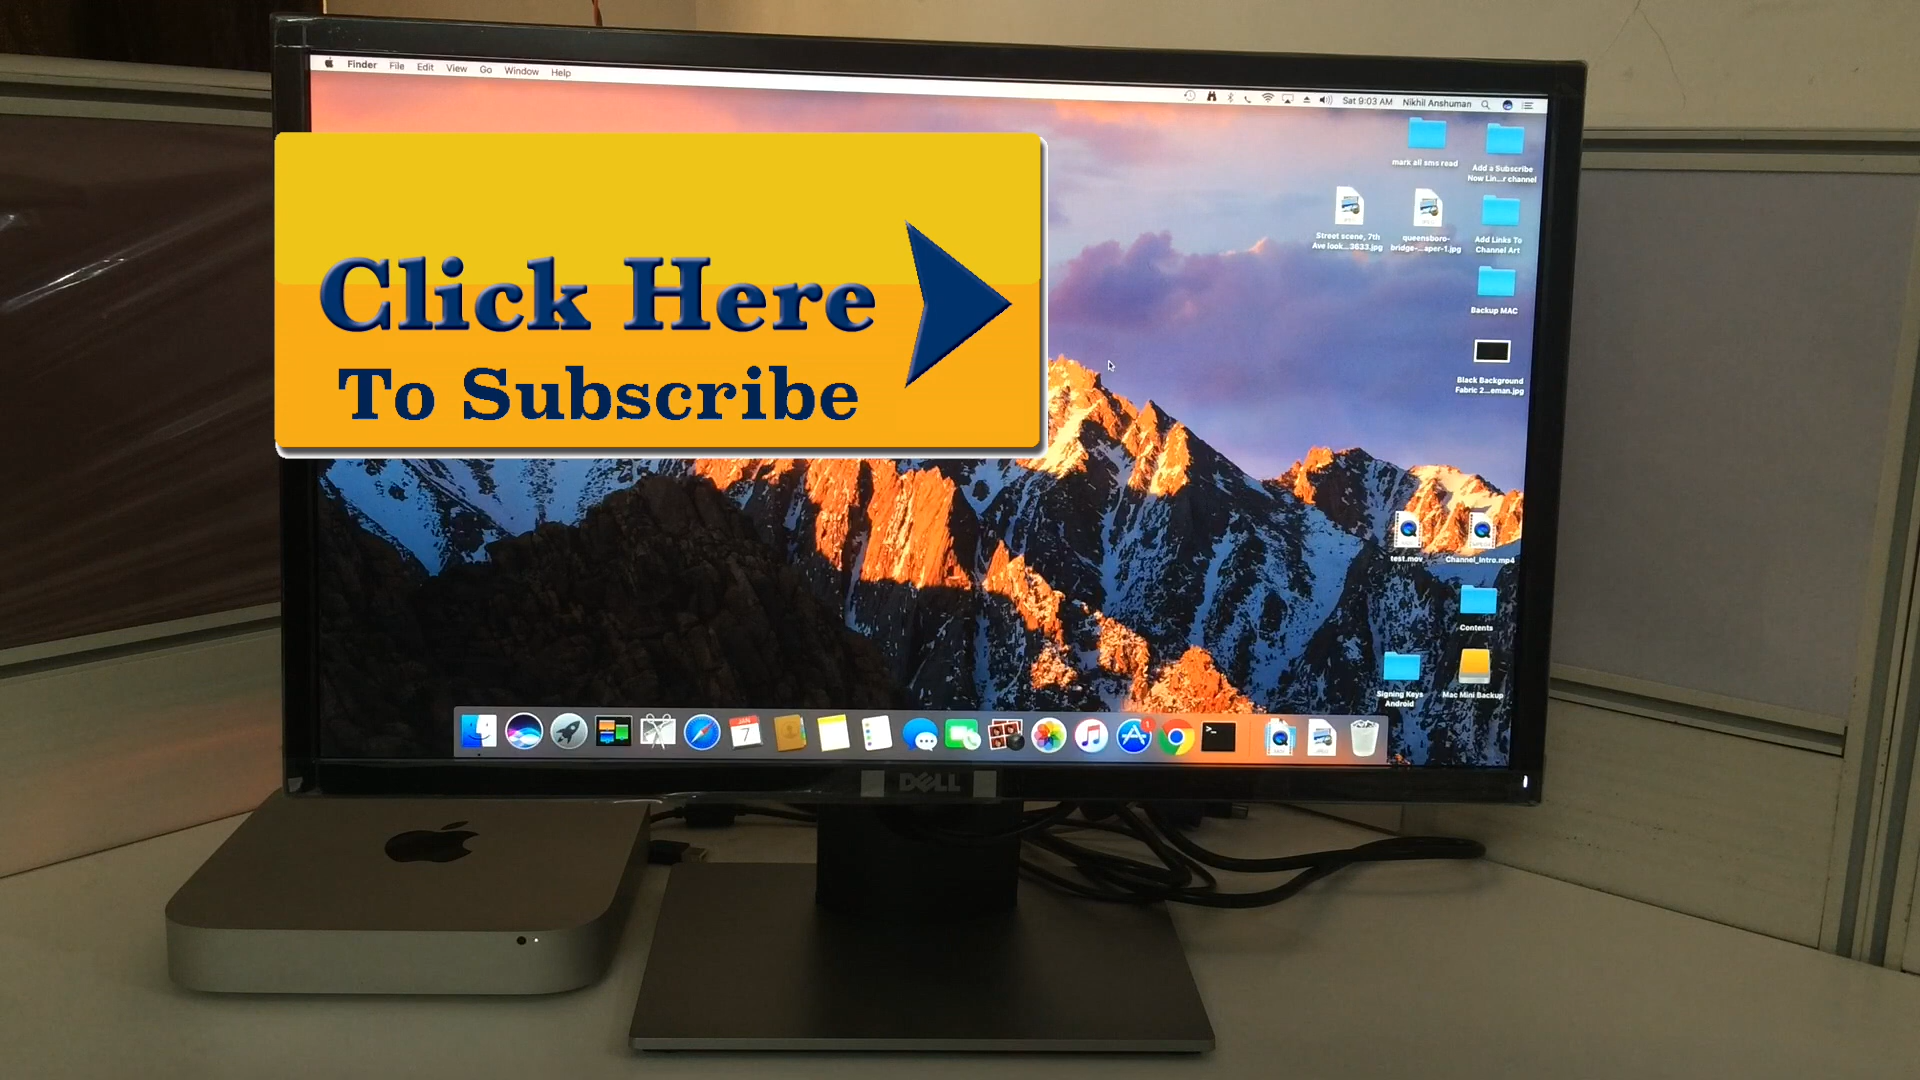 Finder File Edit View Go Window Help
Sat 9:03 AM Nikhil Anshuman
Click Here
To Subscribe
mark all sms read
Add a Subscribe
Now Lin...r channel
Street scene, 7th
Ave look...3633.jpg
queensboro-
bridge-...aper-1.jpg
Add Links To
Channel Art
Backup MAC
Black Background
Fabric 2...eman.jpg
test.mov
Channel_Intro.mp4
Contents
Signing Keys
Android
Mac Mini Backup
JAN
7
1
DELL